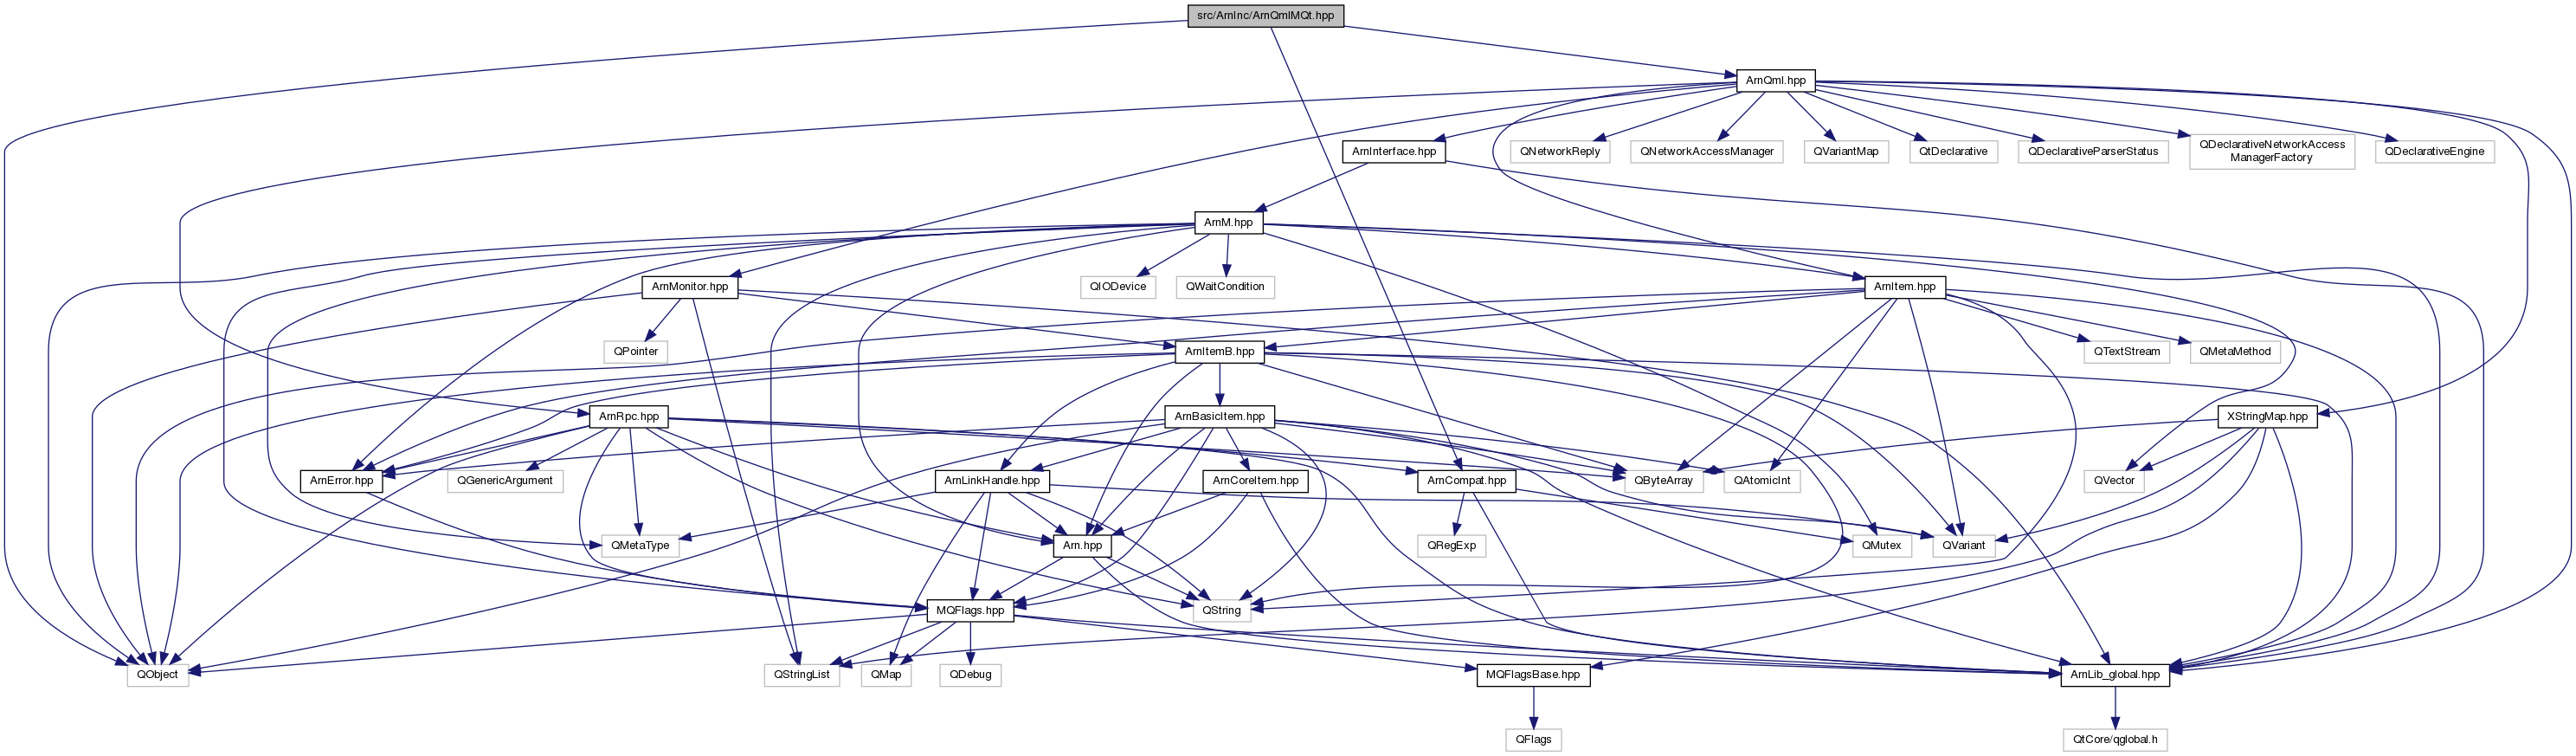 src/ArnInc/ArnQmlMQt.hpp
ArnQml.hpp
ArnInterface.hpp
QNetworkReply
QNetworkAccessManager
QVariantMap
QtDeclarative
QDeclarativeParserStatus
QDeclarativeNetworkAccess
ManagerFactory
QDeclarativeEngine
ArnM.hpp
ArnMonitor.hpp
QIODevice
QWaitCondition
ArnItem.hpp
QPointer
ArnItemB.hpp
QTextStream
QMetaMethod
ArnRpc.hpp
ArnBasicItem.hpp
XStringMap.hpp
ArnError.hpp
QGenericArgument
ArnLinkHandle.hpp
ArnCoreItem.hpp
ArnCompat.hpp
QByteArray
QAtomicInt
QVector
QMetaType
Arn.hpp
QRegExp
QMutex
QVariant
MQFlags.hpp
QString
QObject
QStringList
QMap
QDebug
MQFlagsBase.hpp
ArnLib_global.hpp
QFlags
QtCore/qglobal.h